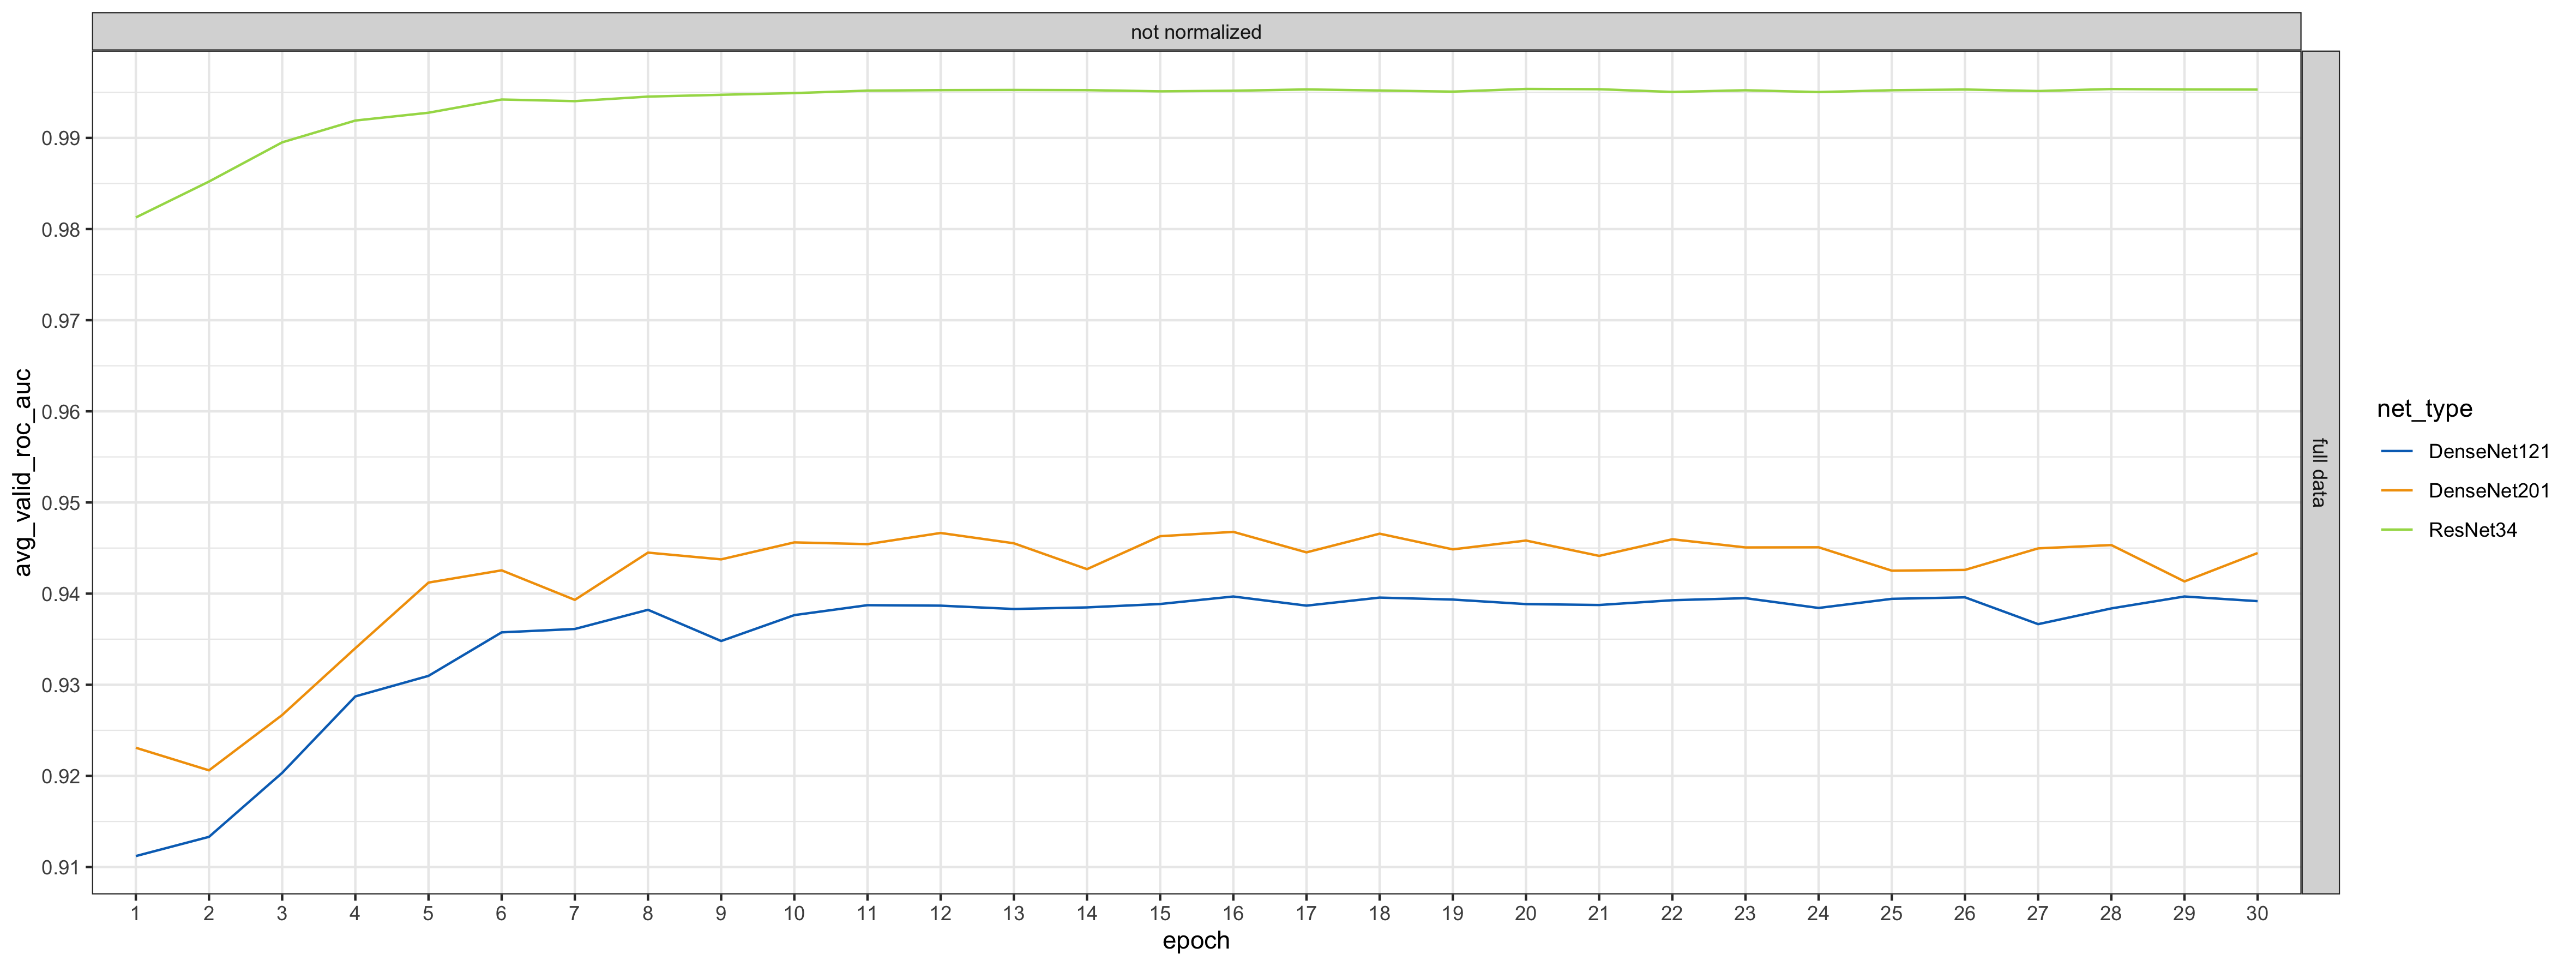 not normalized
avg_valid_roc_auc
0.99
0.98
0.97
0.96
0.95
0.94
0.93
0.92
0.91
full data
1 2 3 4 5 6 7 8 9 10 11 12 13 14 15 16 17 18 19 20 21 22 23 24 25 26 27 28 29 30
epoch
net_type
DenseNet121
DenseNet201
ResNet34